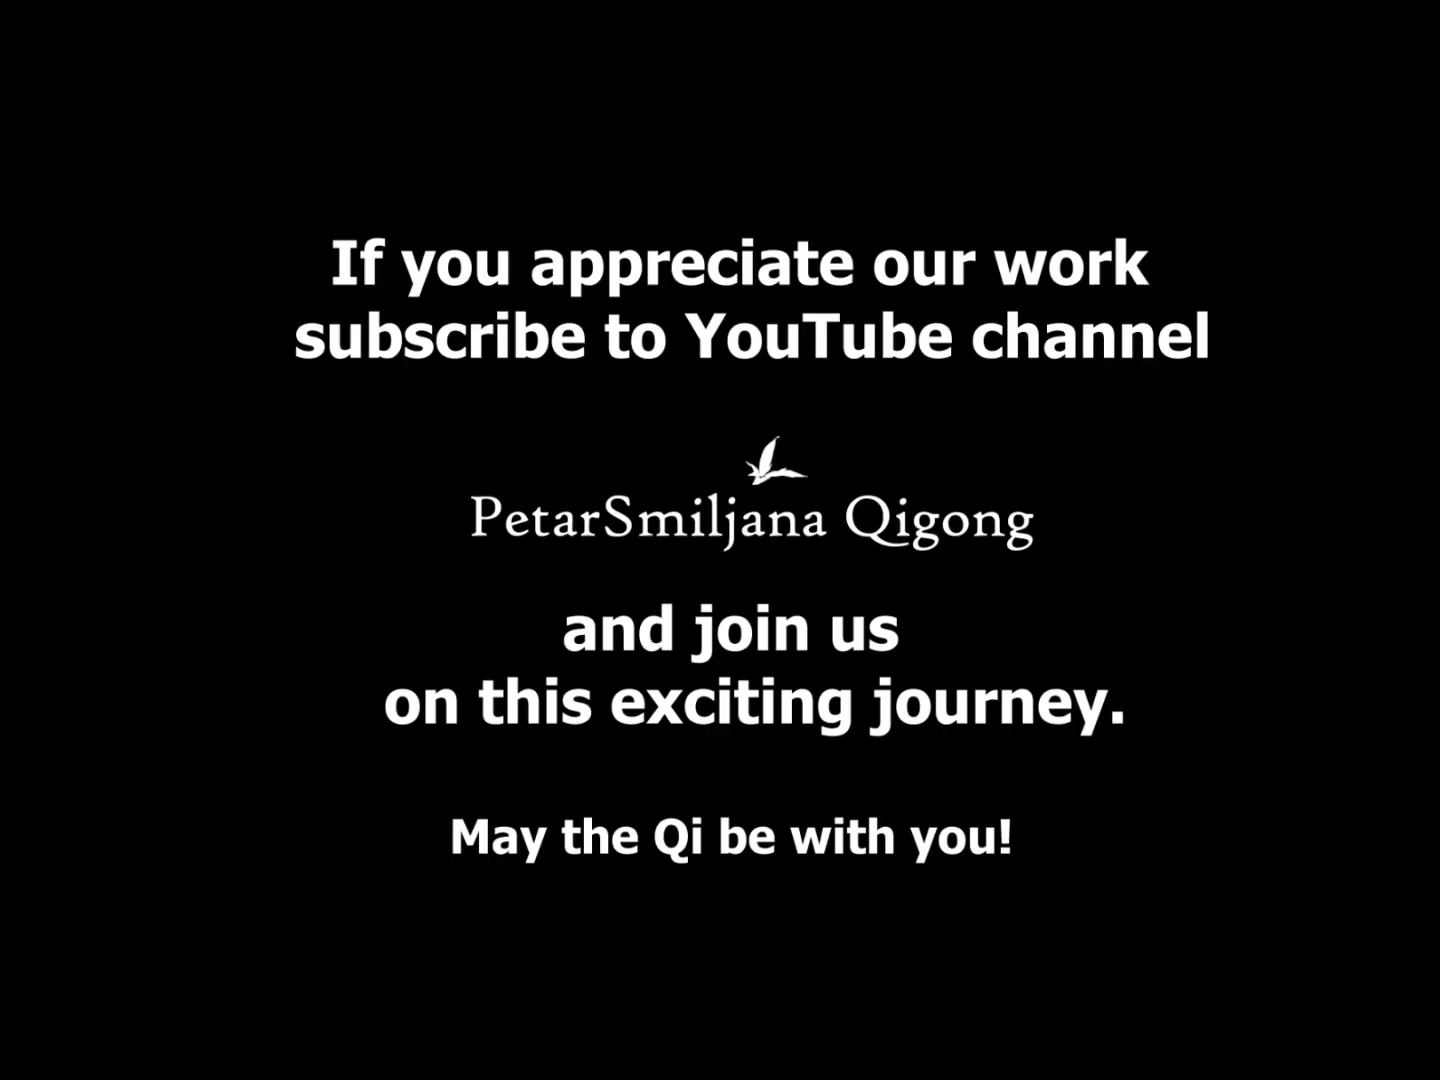 If you appreciate our work
subscribe to YouTube channel
PetarSmiljana Qigong
and join us
on this exciting journey.
May the Qi be with you!